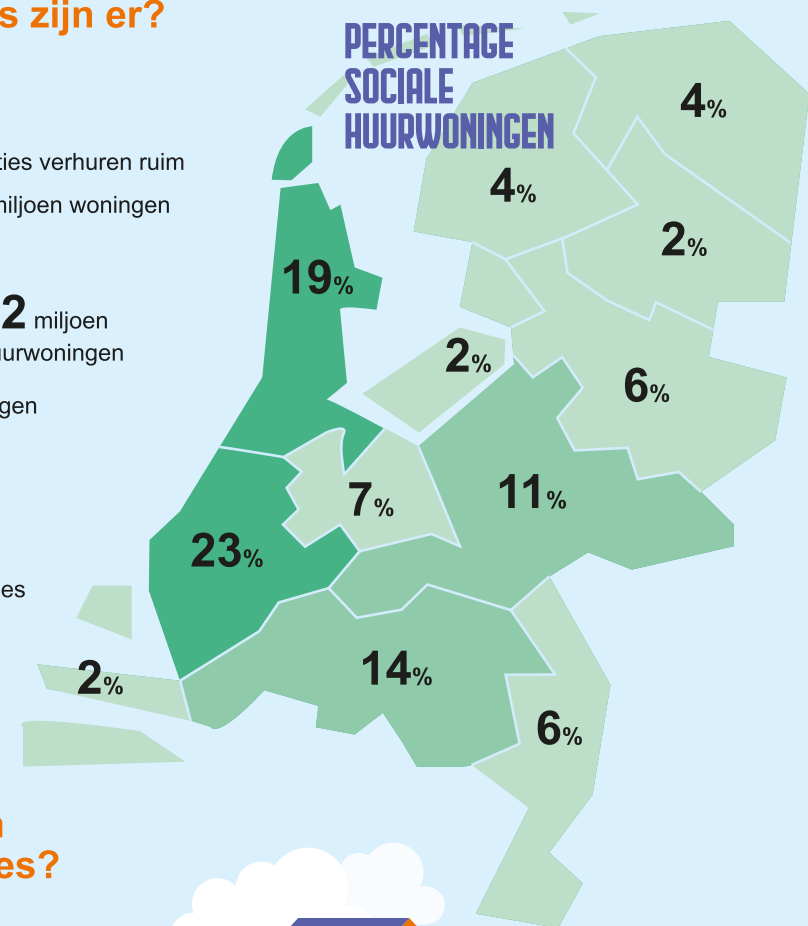 s zijn er?
PERCENTAGE
SOCIALE
HUURWONINGEN
ties verhuren ruim
miljoen woningen
2 miljoen
uurwoningen
gen
es
4%
4%
2%
19%
2%
6%
7%
11%
23%
14%
2%
6%
n
es?